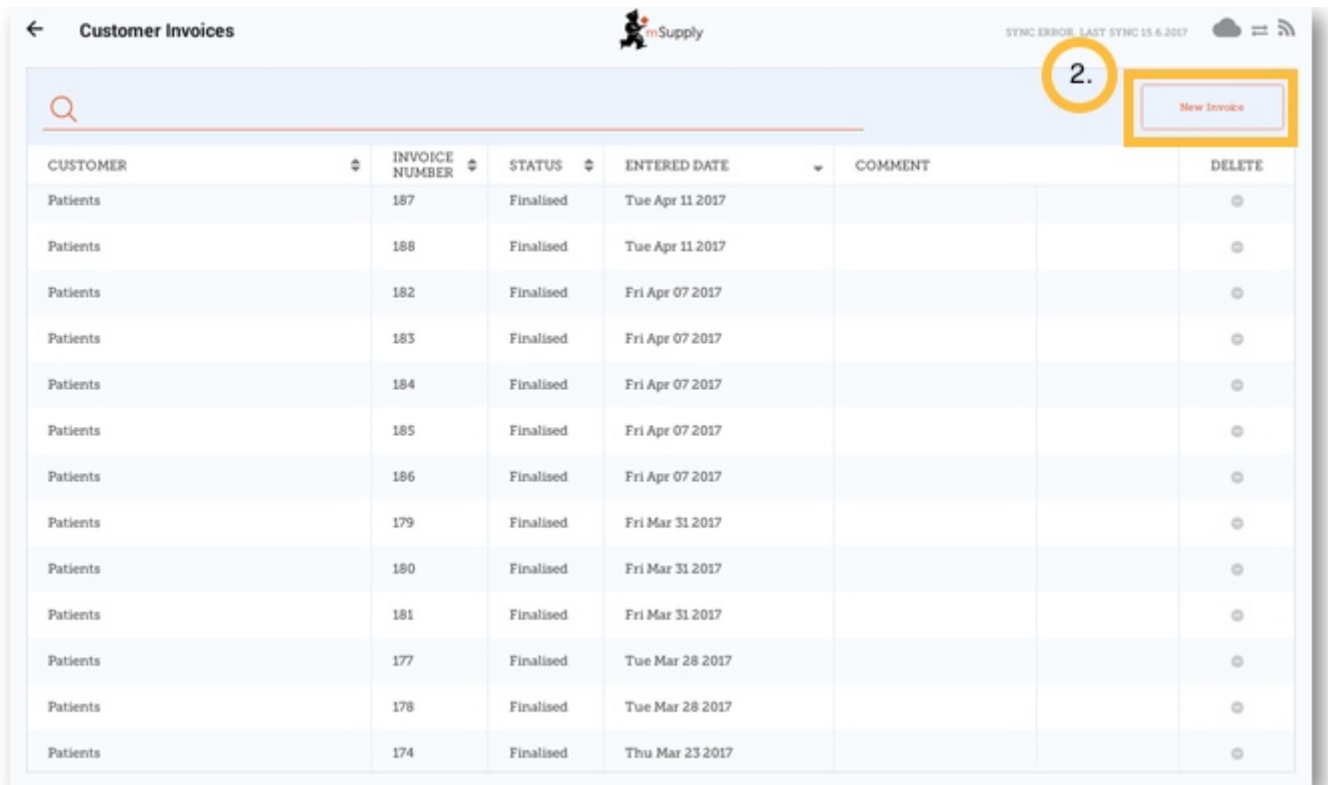 Customer Invoices
mSupply
SYNC ERROR. LAST SYNC 15.6.2017
2.
New Invoice
CUSTOMER INVOICE NUMBER STATUS ENTERED DATE COMMENT DELETE
Patients 187 Finalised Tue Apr 11 2017
Patients 188 Finalised Tue Apr 11 2017
Patients 182 Finalised Fri Apr 07 2017
Patients 183 Finalised Fri Apr 07 2017
Patients 184 Finalised Fri Apr 07 2017
Patients 185 Finalised Fri Apr 07 2017
Patients 186 Finalised Fri Apr 07 2017
Patients 179 Finalised Fri Mar 31 2017
Patients 180 Finalised Fri Mar 31 2017
Patients 181 Finalised Fri Mar 31 2017
Patients 177 Finalised Tue Mar 28 2017
Patients 178 Finalised Tue Mar 28 2017
Patients 174 Finalised Thu Mar 23 2017